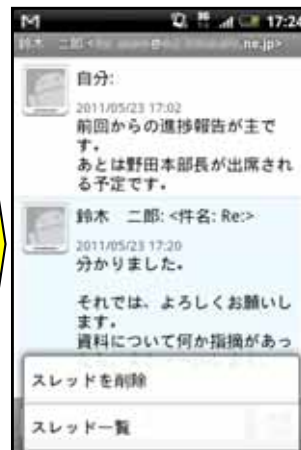 17:24
鈴木 二郎 < ne.jp>
自分:
2011/05/23 17:02
前回からの進捗報告が主で
す。
あとは野田本部長が出席され
る予定です。
鈴木 二郎: <件名: Re:>
2011/05/23 17:20
分かりました。
それでは、よろしくお願いし
ます。
資料について何か指摘があっ
スレッドを削除
スレッド一覧